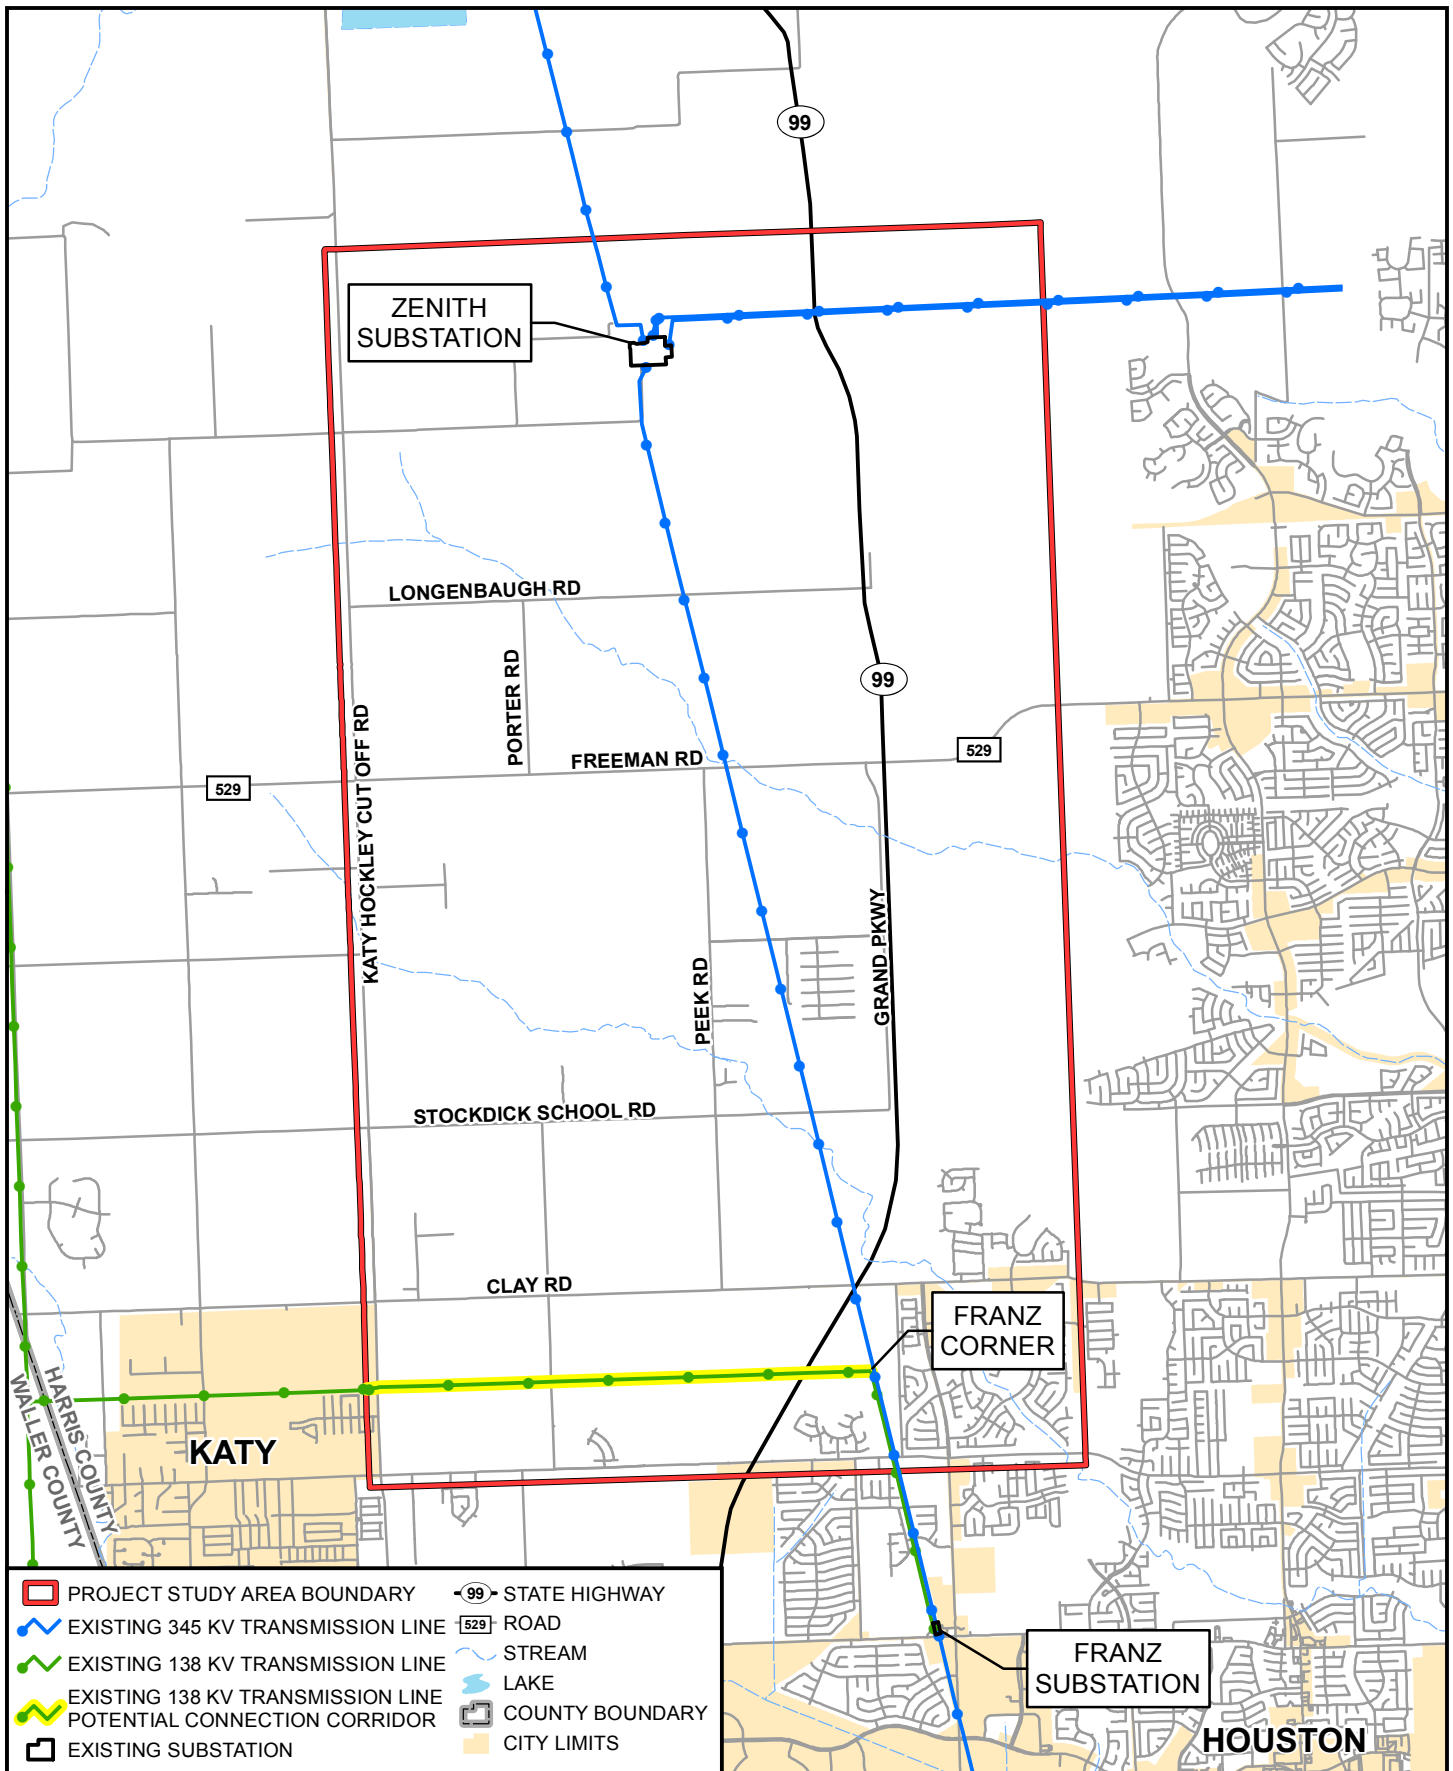 99
ZENITH
SUBSTATION
LONGENBAUGH RD
PORTER RD
99
KATY HOCKLEY CUT OFF RD
FREEMAN RD
529
529
GRAND PKWY
PEEK RD
STOCKDICK SCHOOL RD
CLAY RD
FRANZ
CORNER
HARRIS COUNTY
WALLER COUNTY
KATY
FRANZ
SUBSTATION
HOUSTON
PROJECT STUDY AREA BOUNDARY
EXISTING 345 KV TRANSMISSION LINE
EXISTING 138 KV TRANSMISSION LINE
EXISTING 138 KV TRANSMISSION LINE
POTENTIAL CONNECTION CORRIDOR
EXISTING SUBSTATION
99 STATE HIGHWAY
529 ROAD
STREAM
LAKE
COUNTY BOUNDARY
CITY LIMITS